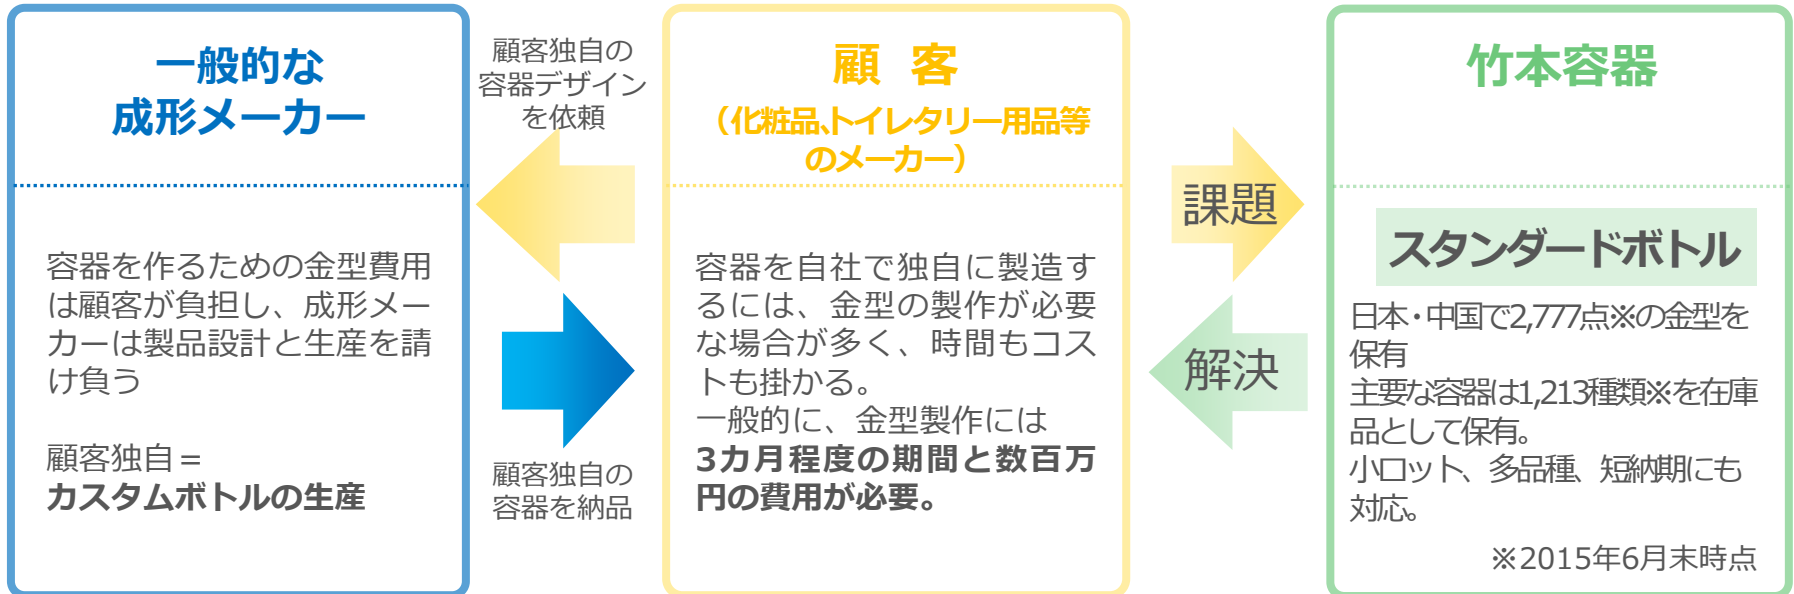 一般的な
成形メーカー
容器を作るための金型費用
は顧客が負担し、成形メー
カーは製品設計と生産を請
け負う
顧客独自＝
カスタムボトルの生産
顧客独自の
容器デザイン
を依頼
顧客独自の
容器を納品
顧 客
（化粧品、トイレタリー用品等
のメーカー）
容器を自社で独自に製造す
るには、金型の製作が必要
な場合が多く、時間もコス
トも掛かる。
一般的に、金型製作には
3カ月程度の期間と数百万
円の費用が必要。
課題
解決
竹本容器
スタンダードボトル
日本・中国で2,777点※の金型を
保有
主要な容器は1,213種類※を在庫
品として保有。
小ロット、多品種、短納期にも
対応。
※2015年6月末時点